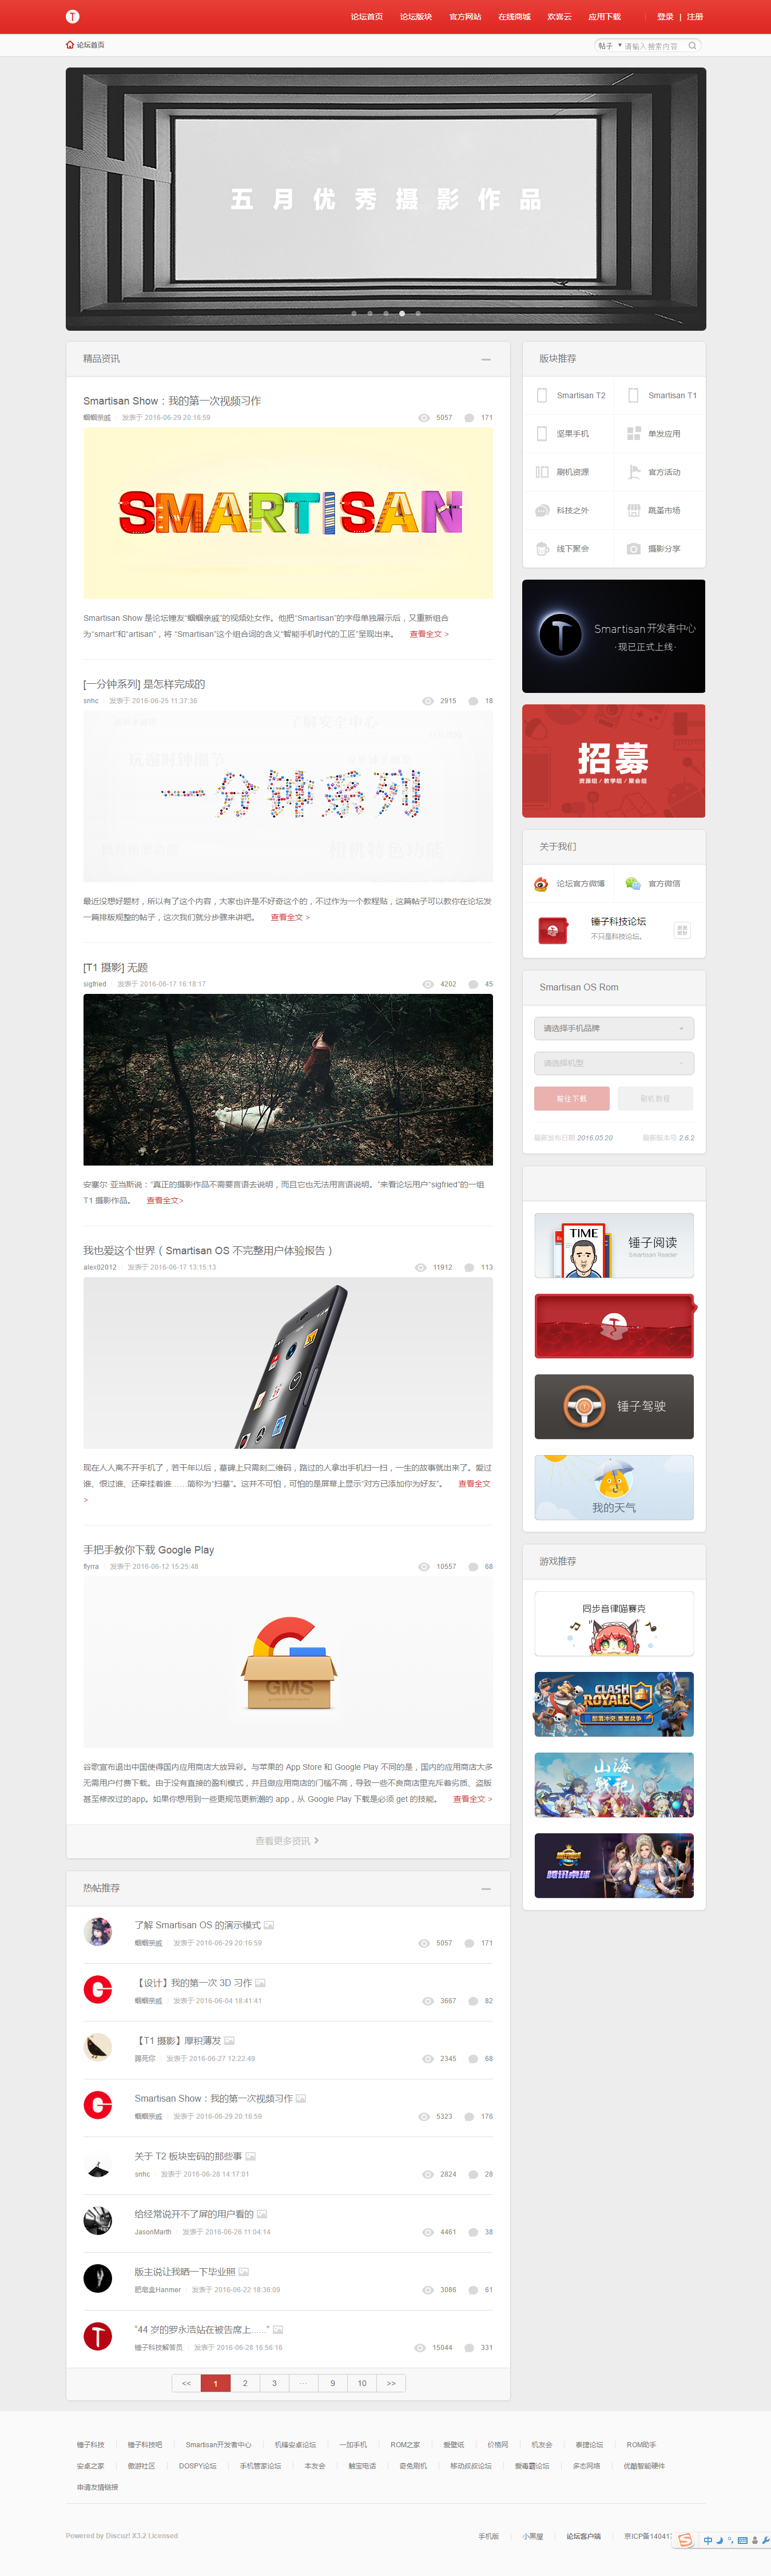 论坛首页 论坛版块 官方网站 在线商城 欢喜云 应用下载 登录 | 注册
论坛首页
帖子 请输入搜索内容
五月优秀摄影作品
精品资讯
Smartisan Show：我的第一次视频习作
蝈蝈亲戚 发表于 2016-06-29 20:16:59 5057 171
SMARTISAN
Smartisan Show 是论坛锤友“蝈蝈亲戚”的视频处女作。他把“Smartisan”的字母单独展示后，又重新组合
为“smart”和“artisan”，将 “Smartisan”这个组合词的含义“智能手机时代的工匠”呈现出来。 查看全文 >
[一分钟系列] 是怎样完成的
snhc 发表于 2016-06-25 11:37:36 2915 18
一分钟系列
最近没想好题材，所以有了这个内容，大家也许是不好奇这个的，不过作为一个教程贴，这篇帖子可以教你在论坛发
一篇排版规整的帖子，这次我们就分步骤来讲吧。 查看全文 >
[T1 摄影] 无题
sigfried 发表于 2016-06-17 16:18:17 4202 45
安塞尔·亚当斯说：“真正的摄影作品不需要言语去说明，而且它也无法用言语说明。”来看论坛用户“sigfried”的一组
T1 摄影作品。 查看全文>
我也爱这个世界（Smartisan OS 不完整用户体验报告）
alex02012 发表于 2016-06-17 13:15:13 11912 113
现在人人离不开手机了，若干年以后，墓碑上只需刻二维码，路过的人拿出手机扫一扫，一生的故事就出来了。爱过
谁、恨过谁、还牵挂着谁……简称为“扫墓”。这并不可怕，可怕的是屏幕上显示“对方已添加你为好友”。 查看全文
>
手把手教你下载 Google Play
flyrra 发表于 2016-06-12 15:25:48 10557 68
GMS
谷歌宣布退出中国使得国内应用商店大放异彩。与苹果的 App Store 和 Google Play 不同的是，国内的应用商店大多
无需用户付费下载。由于没有直接的盈利模式，并且做应用商店的门槛不高，导致一些不良商店里充斥着劣质、盗版
甚至修改过的app。如果你想用到一些更规范更新潮的 app，从 Google Play 下载是必须 get 的技能。 查看全文 >
查看更多资讯 >
热帖推荐
了解 Smartisan OS 的演示模式
蝈蝈亲戚 发表于 2016-06-29 20:16:59 5057 171
【设计】我的第一次 3D 习作
蝈蝈亲戚 发表于 2016-06-04 18:41:41 3667 82
【T1 摄影】厚积薄发
踢死你 发表于 2016-06-27 12:22:49 2345 68
Smartisan Show：我的第一次视频习作
蝈蝈亲戚 发表于 2016-06-29 20:16:59 5323 176
关于 T2 板块密码的那些事
snhc 发表于 2016-06-28 14:17:01 2824 28
给经常说开不了屏的用户看的
JasonMarth 发表于 2016-06-26 11:04:14 4461 38
版主说让我晒一下毕业照
肥皂盒Hanmer 发表于 2016-06-22 18:36:09 3086 61
“44 岁的罗永浩站在被告席上……”
锤子科技解答员 发表于 2016-06-28 16:56:16 15044 331
<< 1 2 3 ··· 9 10 >>
版块推荐
Smartisan T2 Smartisan T1
坚果手机 单发应用
刷机资源 官方活动
科技之外 跳蚤市场
线下聚会 摄影分享
Smartisan 开发者中心
·现已正式上线·
招募
资源组 / 教学组 / 聚会组
关于我们
论坛官方微博 官方微信
锤子科技论坛
不只是科技论坛。
Smartisan OS Rom
请选择手机品牌
请选择机型
前往下载 刷机教程
最新发布日期 2016.05.20 最新版本号 2.6.2
TIME
锤子阅读
Smartisan Reader
锤子驾驶
我的天气
游戏推荐
同步音律喵赛克
CLASH ROYALE
部落冲突:皇室战争
山海战记
腾讯桌球
锤子科技 锤子科技吧 Smartisan开发者中心 机锋安卓论坛 一加手机 ROM之家 爱壁纸 价格网 机友会 泰捷论坛 ROM助手
安卓之家 傲游社区 DOSPY论坛 手机管家论坛 本友会 触宝电话 奇兔刷机 移动叔叔论坛 爱毒霸论坛 多态网络 优酷智能硬件
申请友情链接
Powered by Discuz! X3.2 Licensed
手机版 小黑屋 论坛客户端 京ICP备140417
中